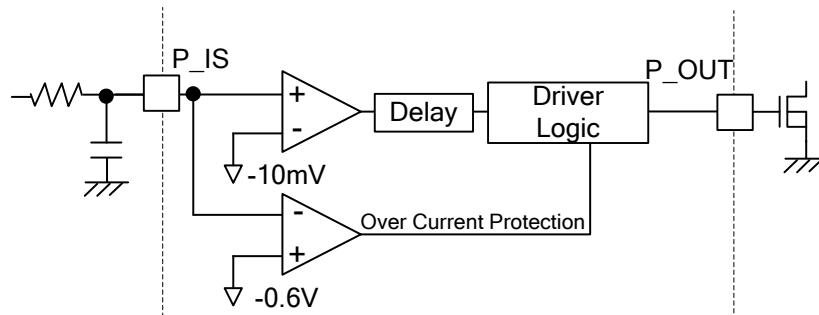 P_IS
P_OUT
+
-
Delay
Driver
Logic
-10mV
-
+
Over Current Protection
-0.6V